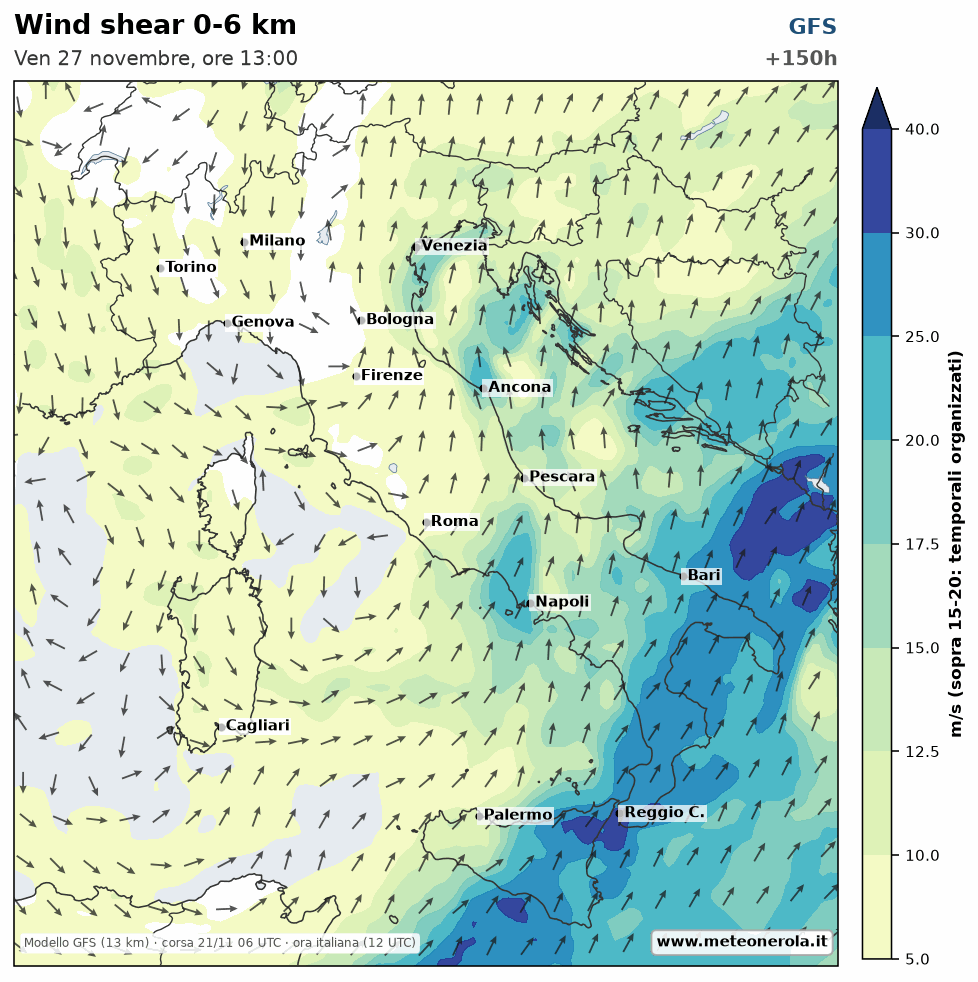 Wind shear 0-6 km
GFS
Ven 27 novembre, ore 13:00
+150h
Milano
Venezia
Torino
Genova
Bologna
Firenze
Ancona
Pescara
Roma
Bari
Napoli
Cagliari
Palermo
Reggio C.
40.0
30.0
25.0
20.0
17.5
15.0
12.5
10.0
5.0
m/s (sopra 15-20: temporali organizzati)
Modello GFS (13 km) · corsa 21/11 06 UTC · ora italiana (12 UTC)
www.meteonerola.it